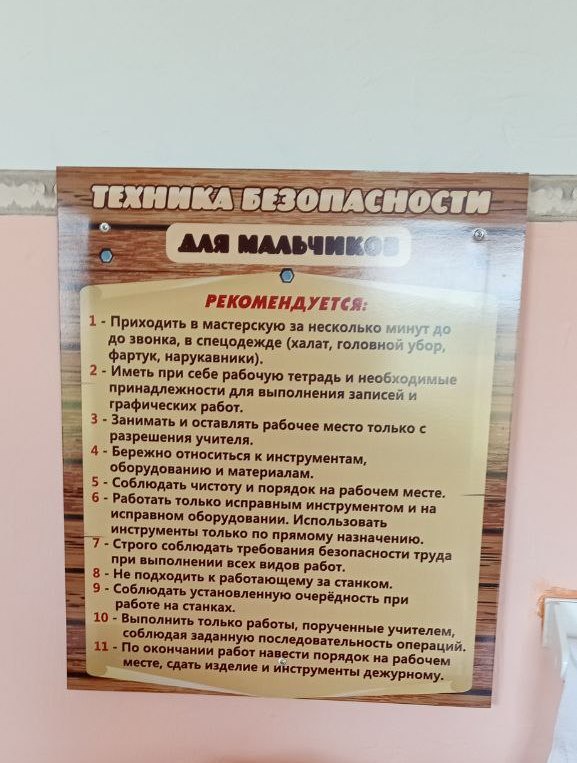 ТЕХНИКА БЕЗОПАСНОСТИ
ДЛЯ МАЛЬЧИКОВ
РЕКОМЕНДУЕТСЯ:
1 - Приходить в мастерскую за несколько минут до
до звонка, в спецодежде (халат, головной убор,
фартук, нарукавники).
2 - Иметь при себе рабочую тетрадь и необходимые
принадлежности для выполнения записей и
графических работ.
3 - Занимать и оставлять рабочее место только с
разрешения учителя.
4 - Бережно относиться к инструментам,
оборудованию и материалам.
5 - Соблюдать чистоту и порядок на рабочем месте.
6 - Работать только исправным инструментом и на
исправном оборудовании. Использовать
инструменты только по прямому назначению.
7 - Строго соблюдать требования безопасности труда
при выполнении всех видов работ.
8 - Не подходить к работающему за станком.
9 - Соблюдать установленную очерёдность при
работе на станках.
10 - Выполнить только работы, порученные учителем,
соблюдая заданную последовательность операций.
11 - По окончании работ навести порядок на рабочем
месте, сдать изделие и инструменты дежурному.